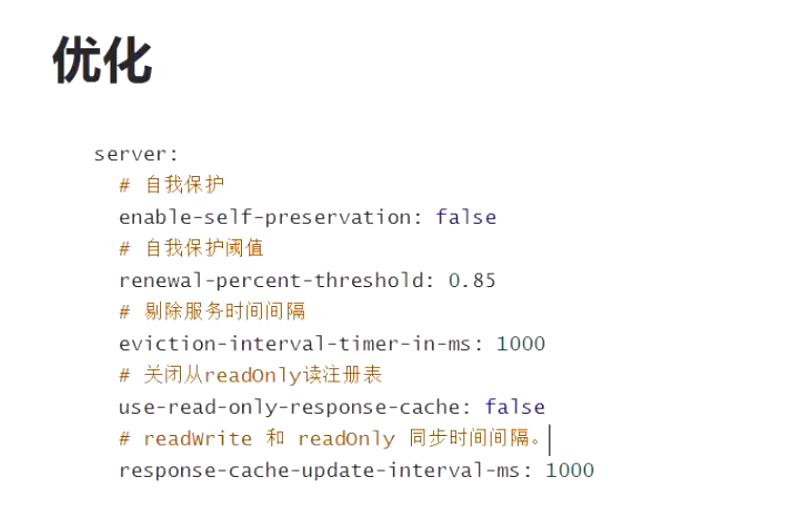 优化
server:
# 自我保护
enable-self-preservation: false
# 自我保护阈值
renewal-percent-threshold: 0.85
# 剔除服务时间间隔
eviction-interval-timer-in-ms: 1000
# 关闭从readOnly读注册表
use-read-only-response-cache: false
# readWrite 和 readOnly 同步时间间隔。
response-cache-update-interval-ms: 1000